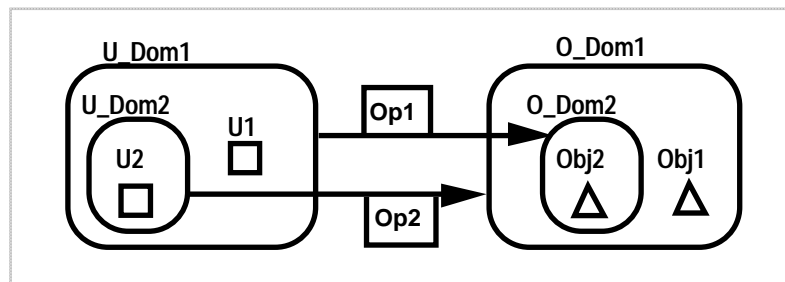 U_Dom1
O_Dom1
U_Dom2
Op1
O_Dom2
U1
U2
Obj2
Obj1
Op2